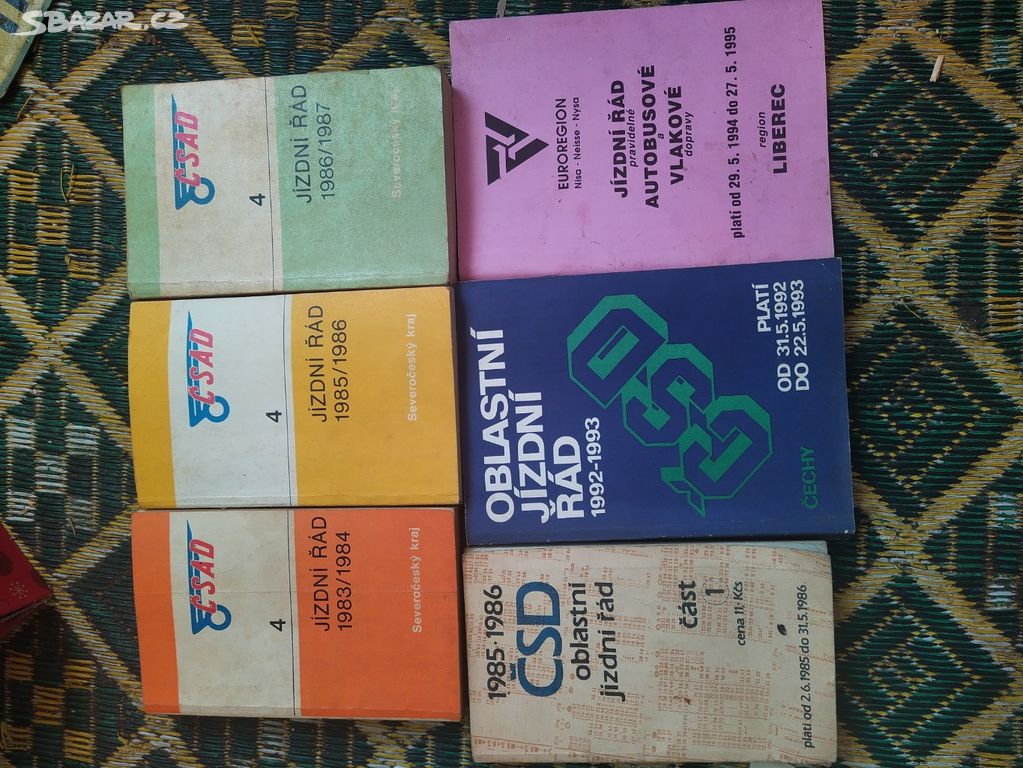 SBAZAR.CZ
ČSAD
4
JÍZDNÍ ŘÁD
1986/1987
Severočeský kraj
ČSAD
4
JÍZDNÍ ŘÁD
1985/1986
Severočeský kraj
ČSAD
4
JÍZDNÍ ŘÁD
1983/1984
Severočeský kraj
EUROREGION
Nisa - Neisse - Nysa
JÍZDNÍ ŘÁD
pravidelné
AUTOBUSOVÉ
a
VLAKOVÉ
dopravy
platí od 29. 5. 1994 do 27. 5. 1995
region
LIBEREC
OBLASTNÍ
JÍZDNÍ
ŘÁD
1992-1993
ČSD
PLATÍ
OD 31.5.1992
DO 22.5.1993
ČECHY
1985·1986
ČSD
oblastní
jízdní řád
část
1
cena 11,-Kčs
platí od 2.6.1985 do 31.5.1986